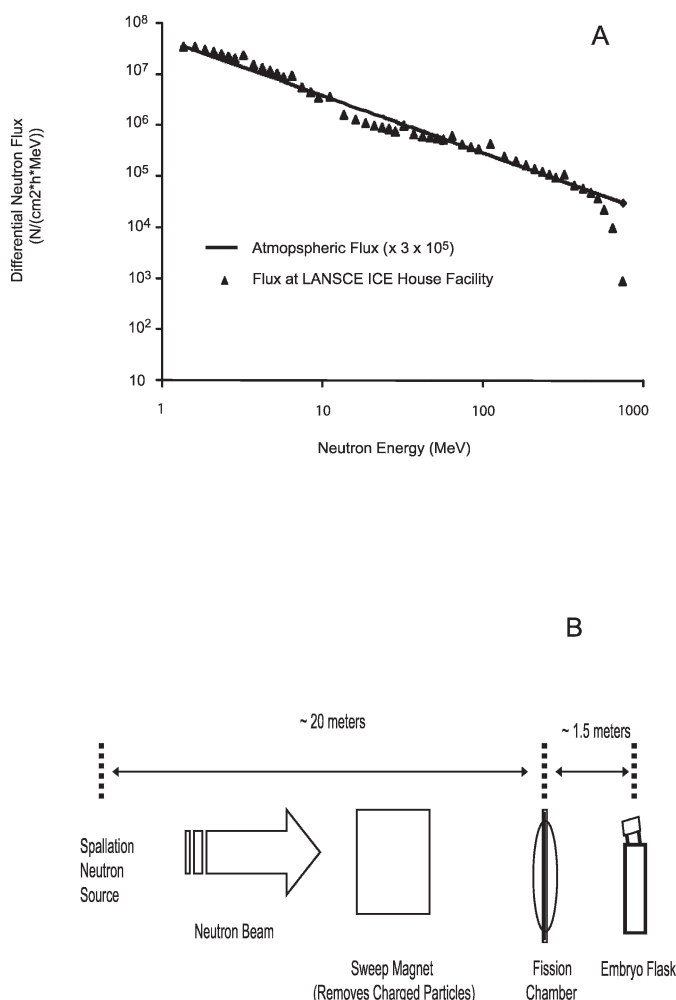 A
10⁸
10⁷
10⁶
10⁵
10⁴
10³
10²
10
Differential Neutron Flux
(N/(cm2*h*MeV))
Atmopspheric Flux (x 3 x 10⁵)
Flux at LANSCE ICE House Facility
1
10
100
1000
Neutron Energy (MeV)
B
~ 20 meters
~ 1.5 meters
Spallation
Neutron
Source
Neutron Beam
Sweep Magnet
(Removes Charged Particles)
Fission
Chamber
Embryo Flask